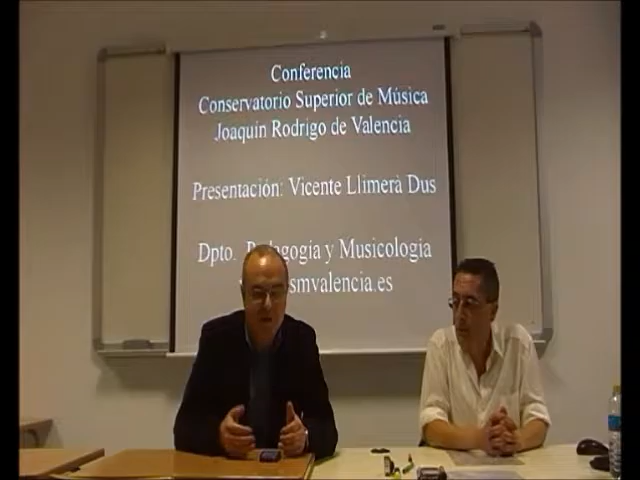 Conferencia
Conservatorio Superior de Música
Joaquín Rodrigo de Valencia
Presentación: Vicente Llimerà Dus
Dpto. Pedagogía y Musicología
smvalencia.es